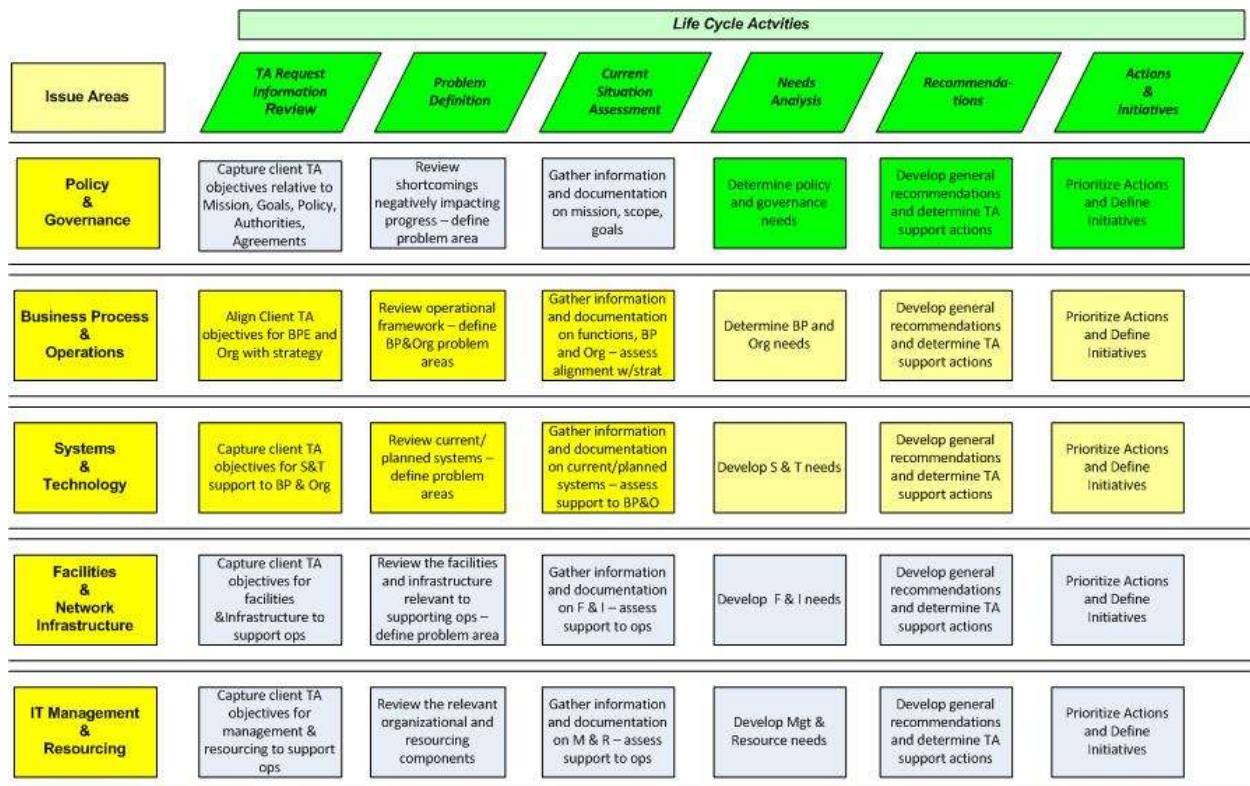 Life Cycle Actvities
Issue Areas
TA Request
Information
Review
Problem
Definition
Current
Situation
Assessment
Needs
Analysis
Recommenda-
tions
Actions
&
Initiatives
Policy
&
Governance
Capture client TA
objectives relative to
Mission, Goals, Policy,
Authorities,
Agreements
Review
shortcomings
negatively impacting
progress – define
problem area
Gather information
and documentation
on mission, scope,
goals
Determine policy
and governance
needs
Develop general
recommendations
and determine TA
support actions
Prioritize Actions
and Define
Initiatives
Business Process
&
Operations
Align Client TA
objectives for BPE
and Org with strategy
Review operational
framework – define
BP&Org problem
areas
Gather information
and documentation
on functions, BP
and Org – assess
alignment w/strat
Determine BP and
Org needs
Develop general
recommendations
and determine TA
support actions
Prioritize Actions
and Define
Initiatives
Systems
&
Technology
Capture client TA
objectives for S&T
support to BP & Org
Review current/
planned systems –
define problem
areas
Gather information
and documentation
on current/planned
systems – assess
support to BP&O
Develop S & T needs
Develop general
recommendations
and determine TA
support actions
Prioritize Actions
and Define
Initiatives
Facilities
&
Network
Infrastructure
Capture client TA
objectives for
facilities
&Infrastructure to
support ops
Review the facilities
and infrastructure
relevant to
supporting ops –
define problem area
Gather information
and documentation
on F & I – assess
support to ops
Develop F & I needs
Develop general
recommendations
and determine TA
support actions
Prioritize Actions
and Define
Initiatives
IT Management
&
Resourcing
Capture client TA
objectives for
management &
resourcing to support
ops
Review the relevant
organizational and
resourcing
components
Gather information
and documentation
on M & R – assess
support to ops
Develop Mgt &
Resource needs
Develop general
recommendations
and determine TA
support actions
Prioritize Actions
and Define
Initiatives